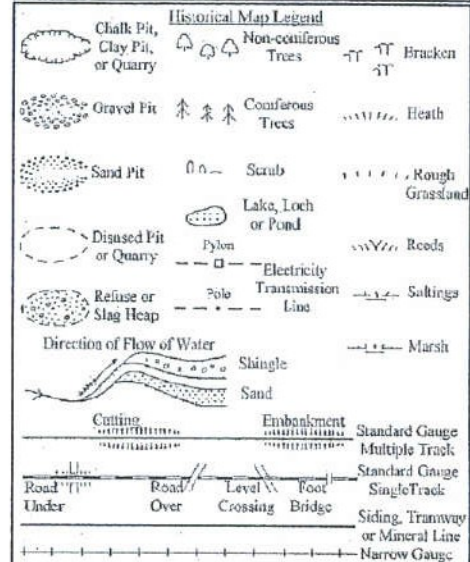 Historical Map Legend
Chalk Pit,
Clay Pit,
or Quarry
Non-coniferous
Trees
Bracken
Gravel Pit
Coniferous
Trees
Heath
Sand Pit
Scrub
Rough
Grassland
Disused Pit
or Quarry
Lake, Loch
or Pond
Reeds
Pylon
Electricity
Transmission
Line
Pole
Refuse or
Slag Heap
Saltings
Marsh
Direction of Flow of Water
Shingle
Sand
Cutting
Embankment
Standard Gauge
Multiple Track
Standard Gauge
SingleTrack
Road
Under
Road
Over
Level
Crossing
Foot
Bridge
Siding, Tramway
or Mineral Line
Narrow Gauge